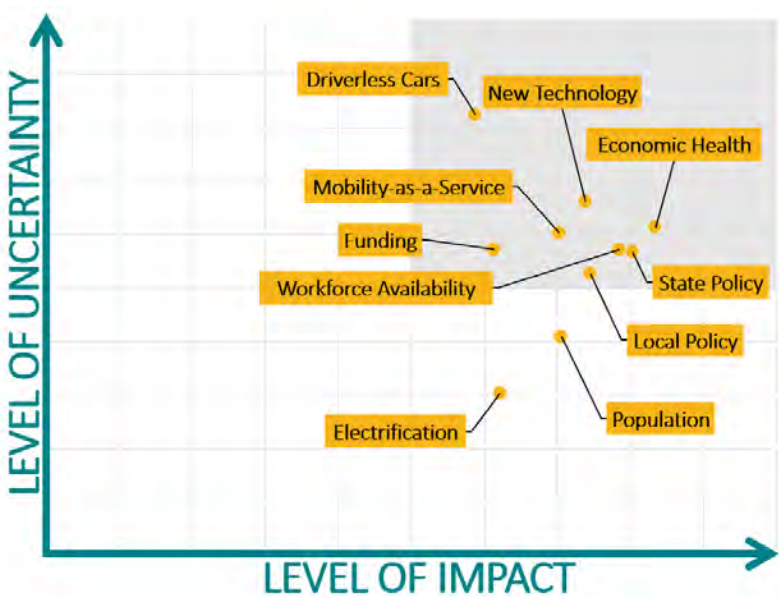 LEVEL OF UNCERTAINTY
Driverless Cars
New Technology
Economic Health
Mobility-as-a-Service
Funding
Workforce Availability
State Policy
Local Policy
Population
Electrification
LEVEL OF IMPACT